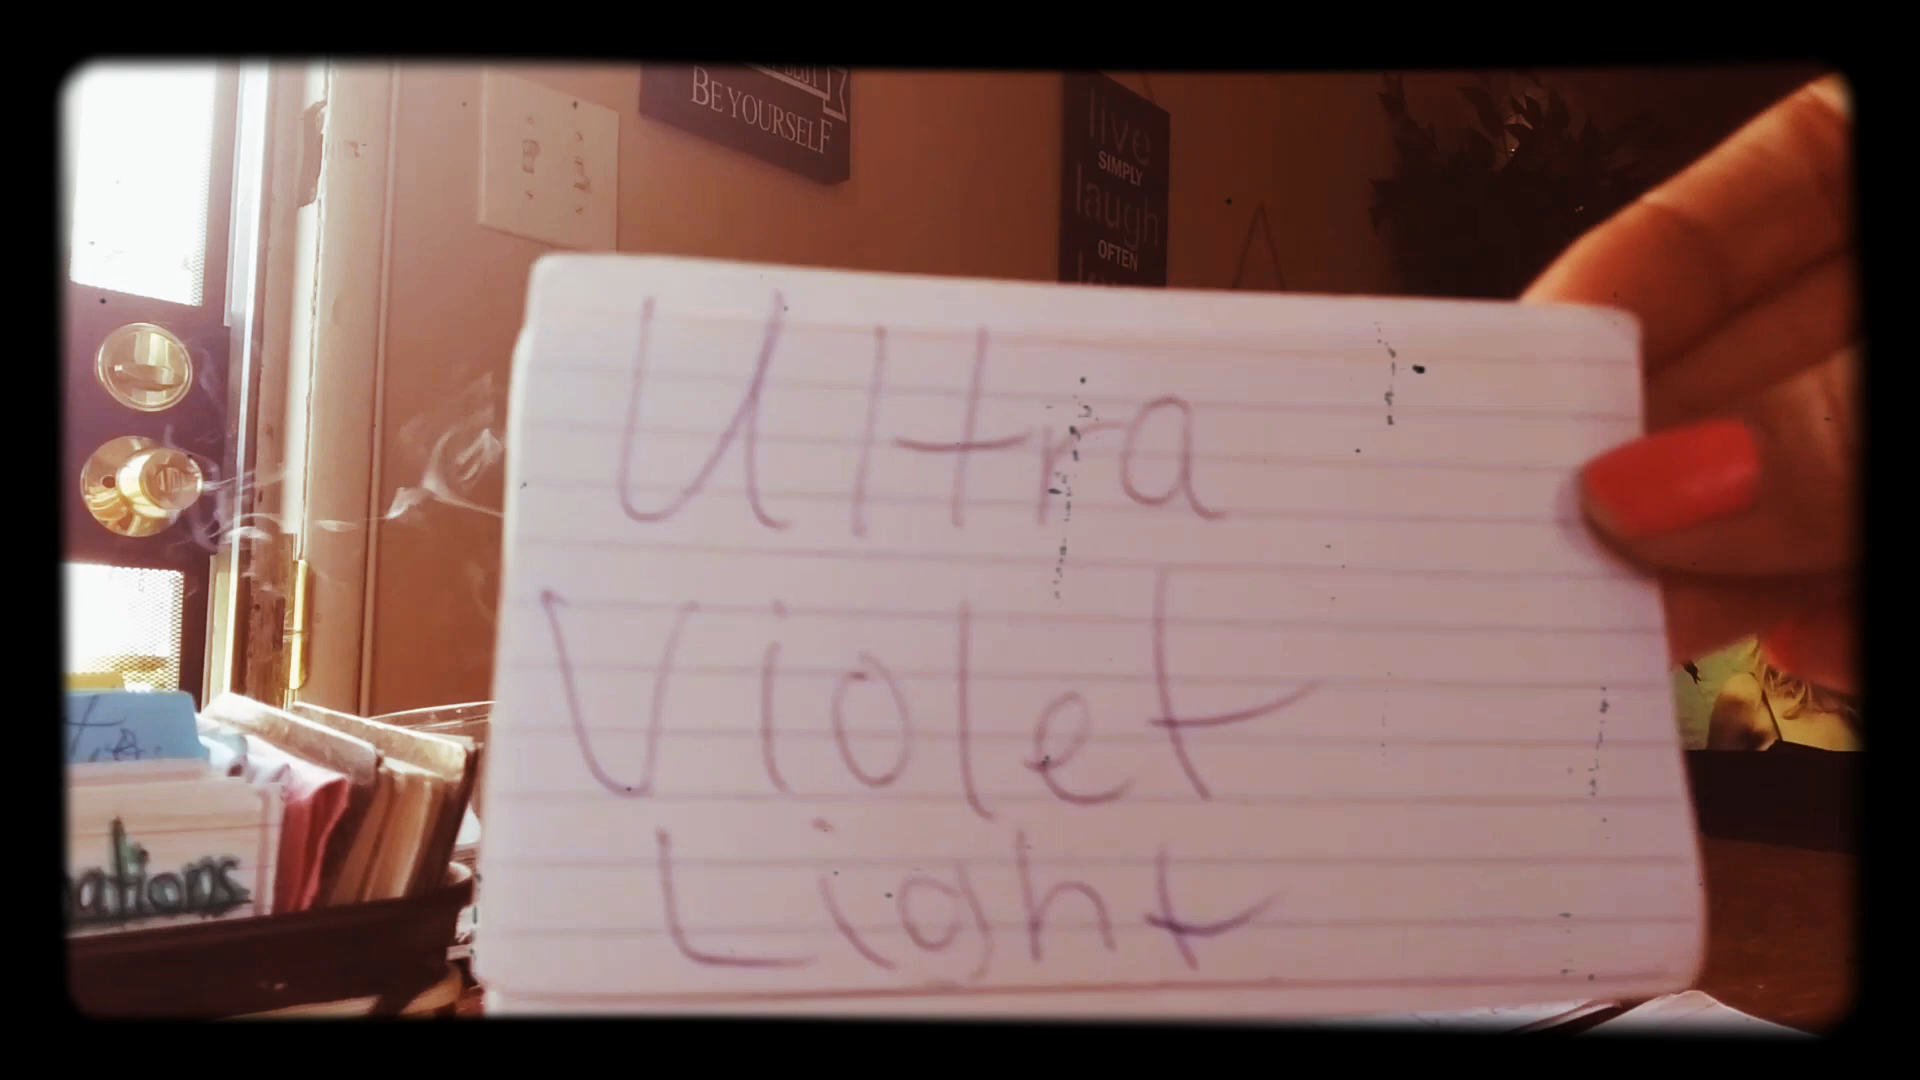 BE YOURSELF
live
SIMPLY
laugh
OFTEN
Ultra
Violet
Light